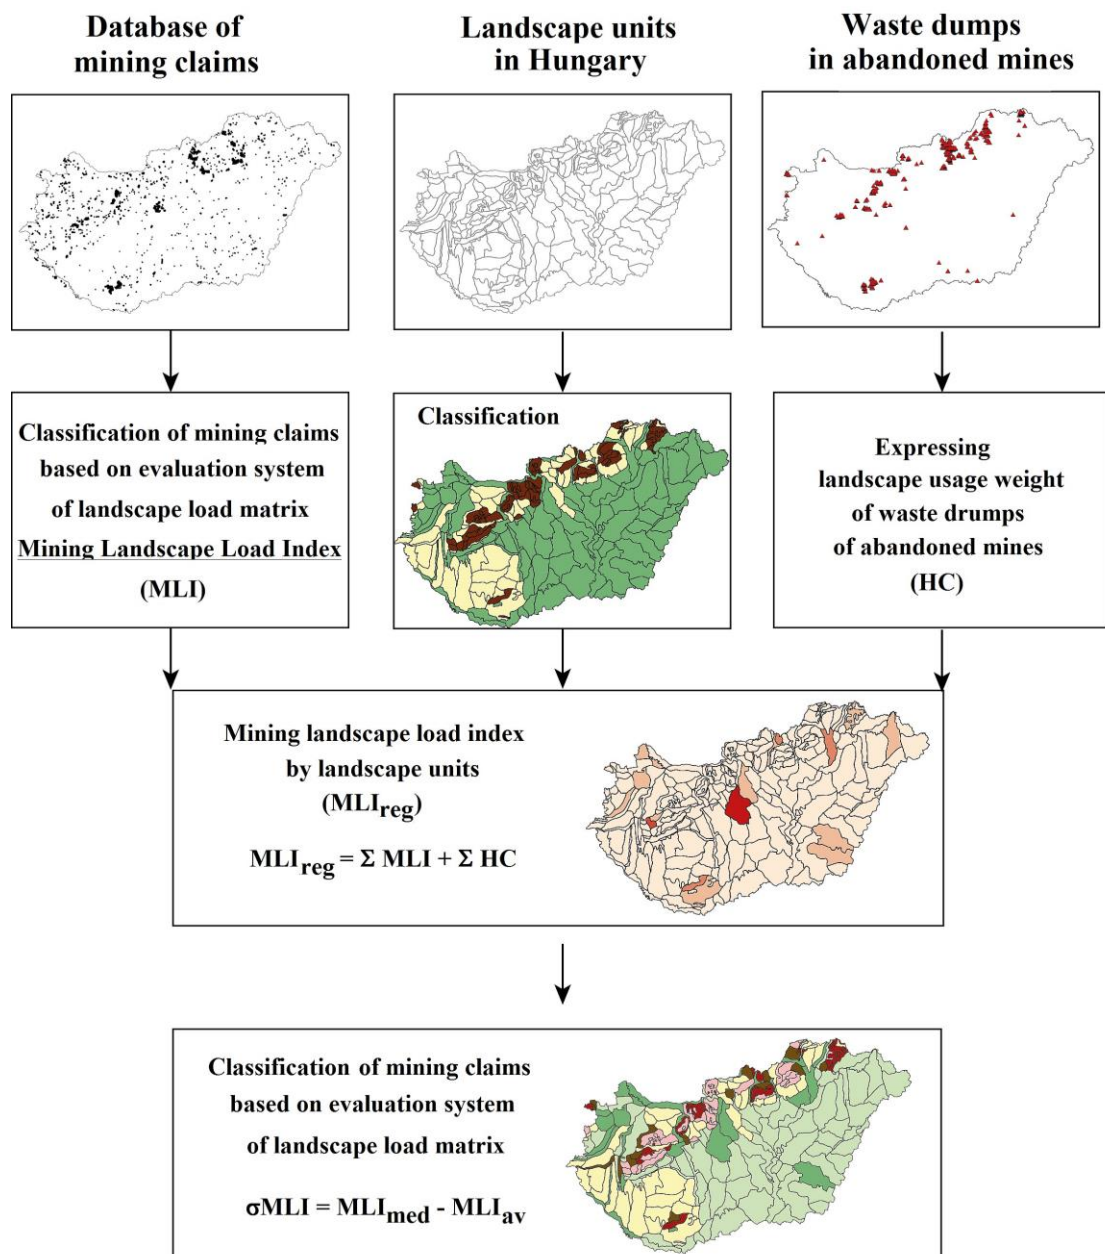 Database of
mining claims
Landscape units
in Hungary
Waste dumps
in abandoned mines
Classification of mining claims
based on evaluation system
of landscape load matrix
Mining Landscape Load Index
(MLI)
Classification
Expressing
landscape usage weight
of waste drumps
of abandoned mines
(HC)
Mining landscape load index
by landscape units
(MLIreg)
MLIreg = Σ MLI + Σ HC
Classification of mining claims
based on evaluation system
of landscape load matrix
σMLI = MLImed - MLIav